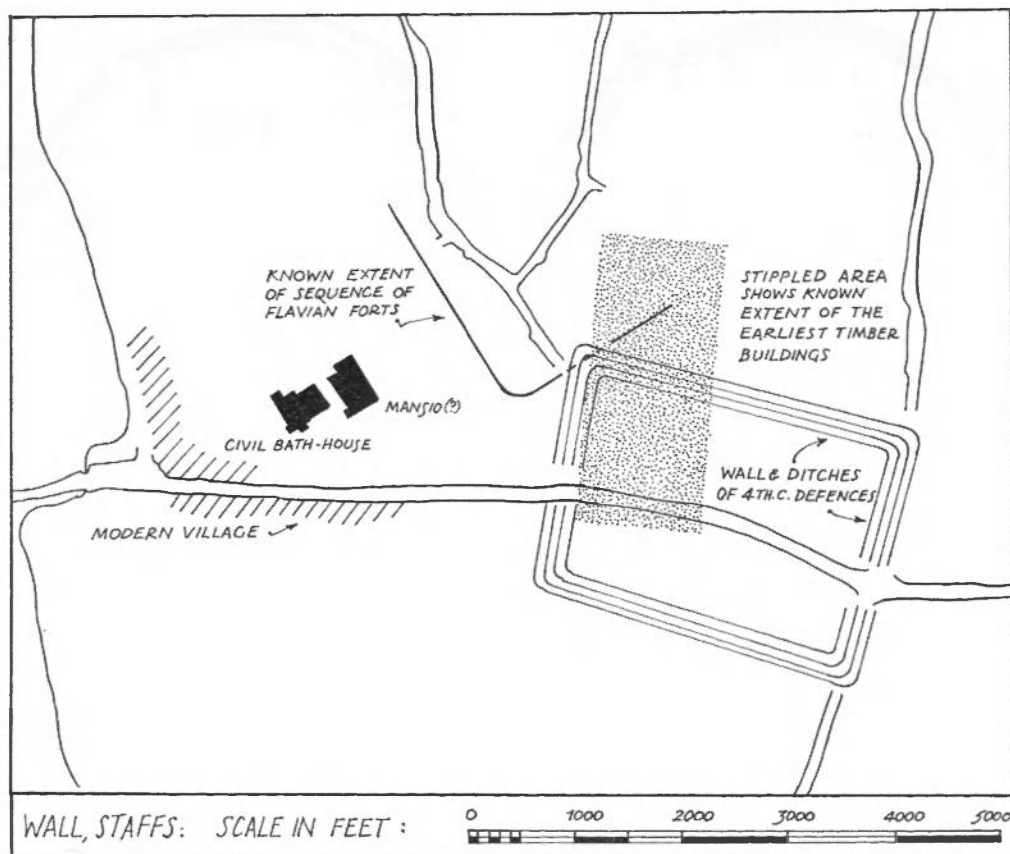 KNOWN EXTENT
OF SEQUENCE OF
FLAVIAN FORTS
STIPPLED AREA
SHOWS KNOWN
EXTENT OF THE
EARLIEST TIMBER
BUILDINGS
MANSIO(?)
CIVIL BATH-HOUSE
WALL & DITCHES
OF 4TH.C. DEFENCES
MODERN VILLAGE
WALL, STAFFS: SCALE IN FEET :
0 1000 2000 3000 4000 5000